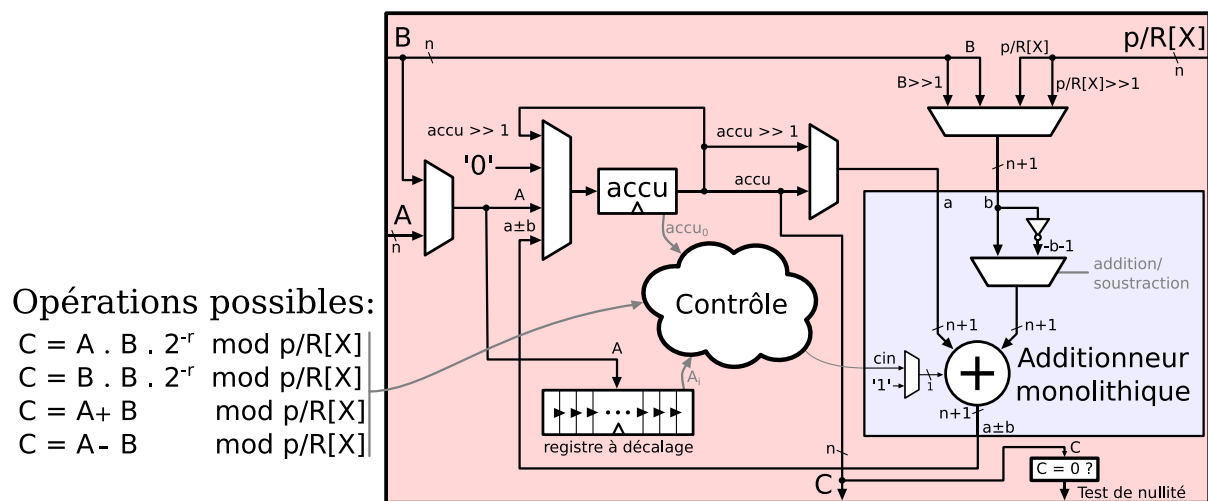 B
n
B
p/R[X]
p/R[X]
n
B>>1
p/R[X]>>1
accu >> 1
accu >> 1
'0'
n+1
A
accu
accu
a
b
A
n
a±b
accu₀
-b-1
addition/
soustraction
Opérations possibles:
Contrôle
C = A . B . 2⁻ʳ mod p/R[X]
C = B . B . 2⁻ʳ mod p/R[X]
C = A+ B mod p/R[X]
C = A- B mod p/R[X]
n+1
n+1
A
Aᵢ
cin
'1'
1
+
Additionneur
monolithique
n+1
a±b
registre à décalage
n
C
C
C = 0 ?
Test de nullité